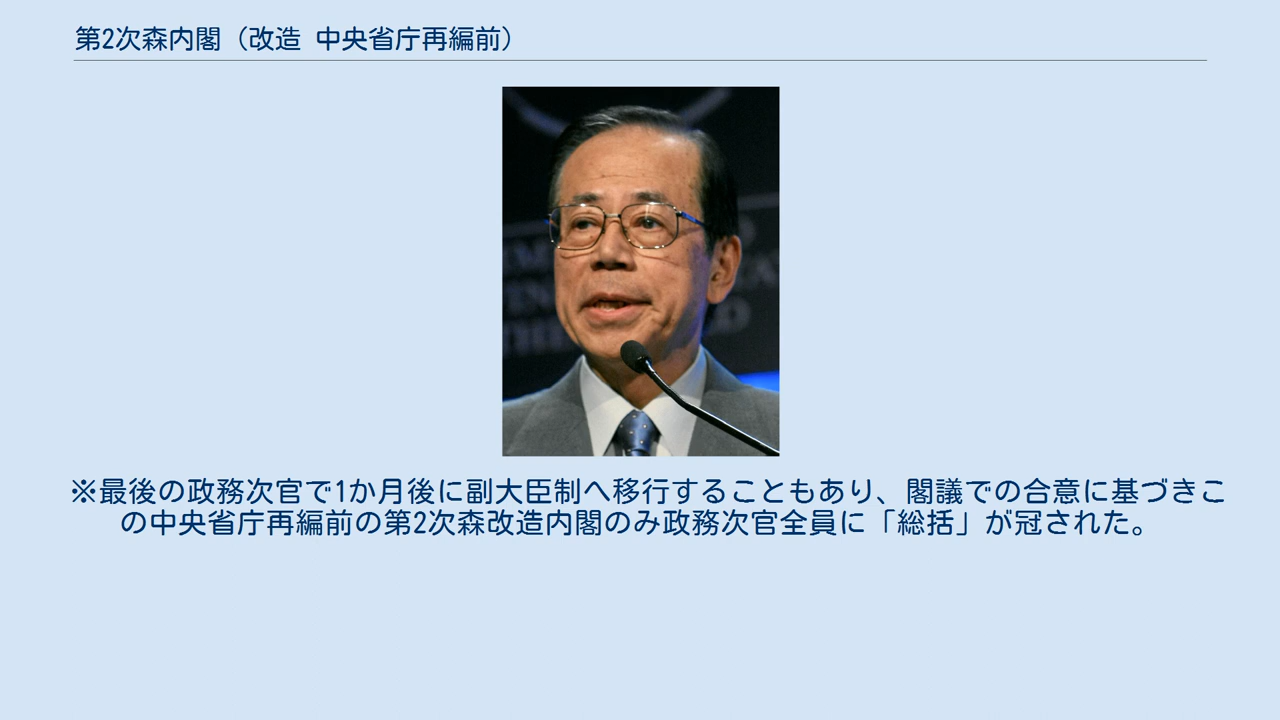 第2次森内閣（改造 中央省庁再編前）
※最後の政務次官で1か月後に副大臣制へ移行することもあり、閣議での合意に基づきこ
の中央省庁再編前の第2次森改造内閣のみ政務次官全員に「総括」が冠された。